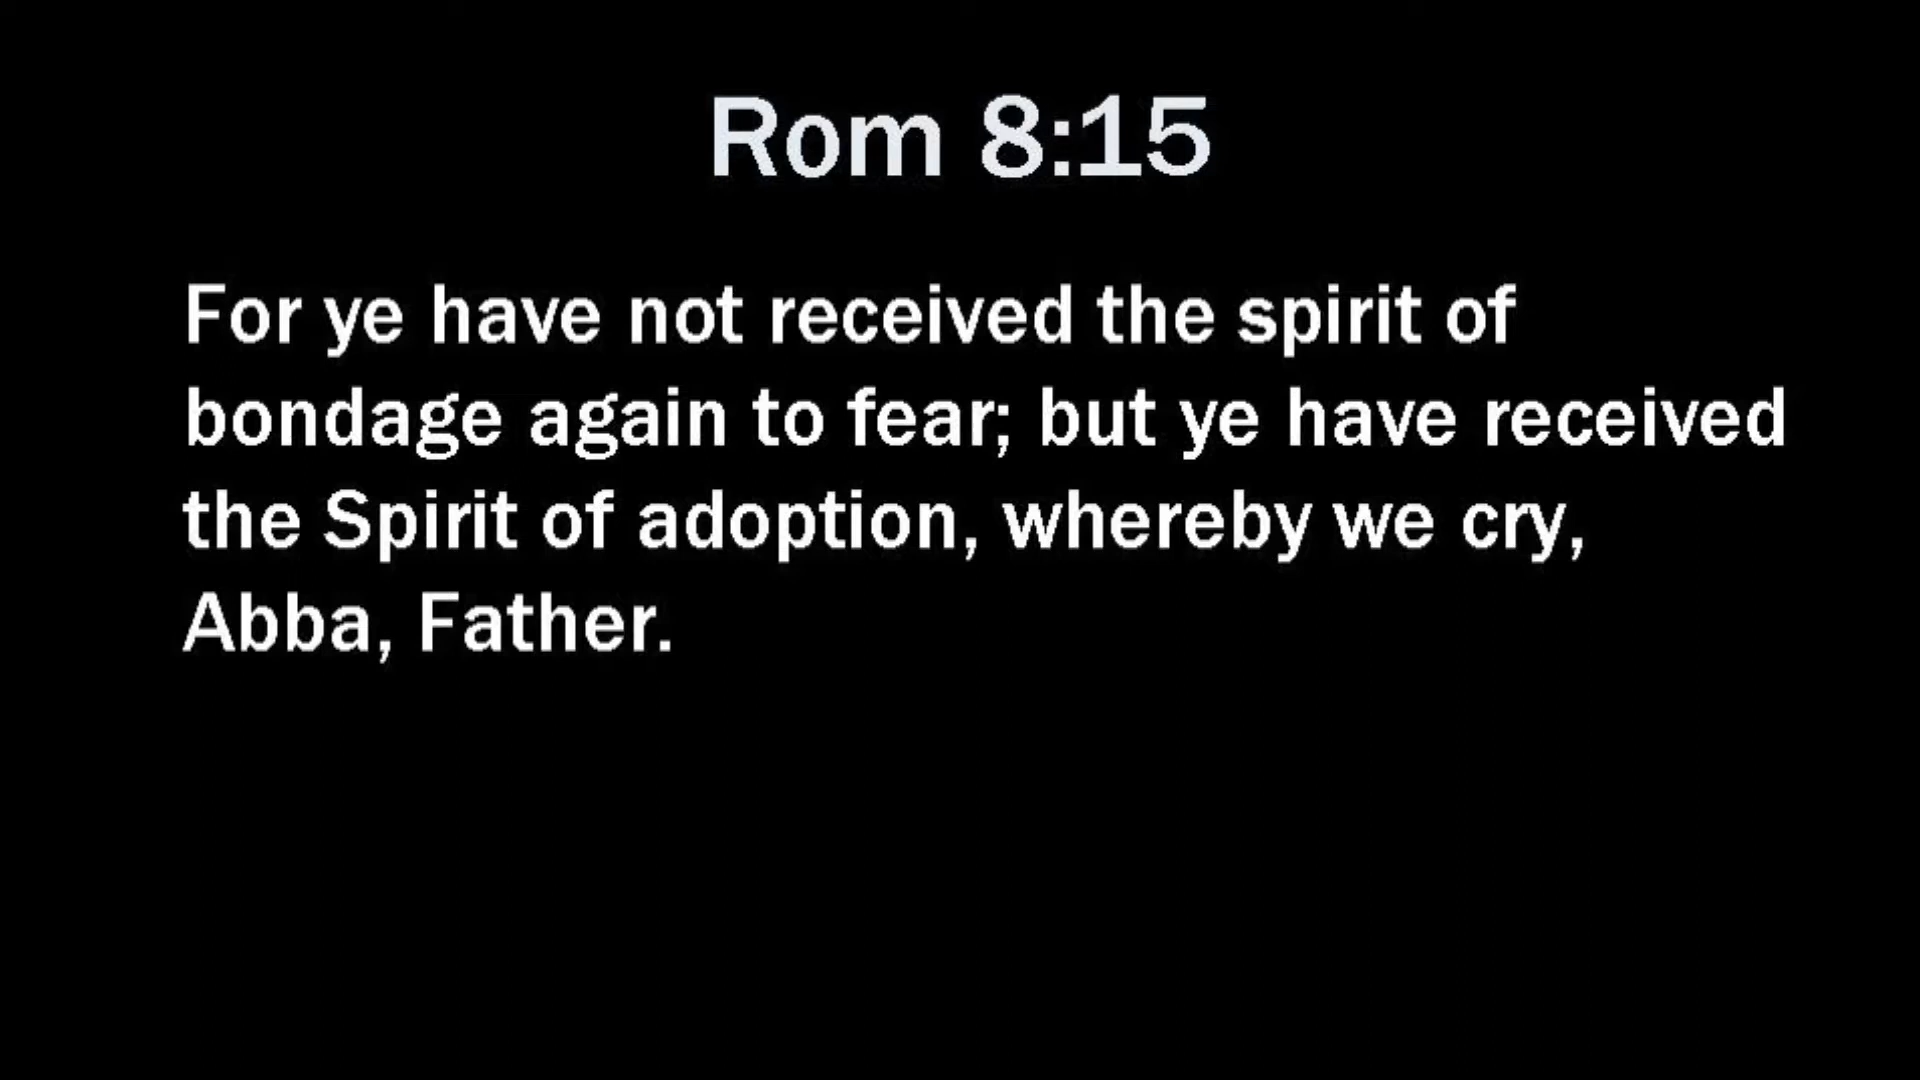 Rom 8:15
For ye have not received the spirit of
bondage again to fear; but ye have received
the Spirit of adoption, whereby we cry,
Abba, Father.